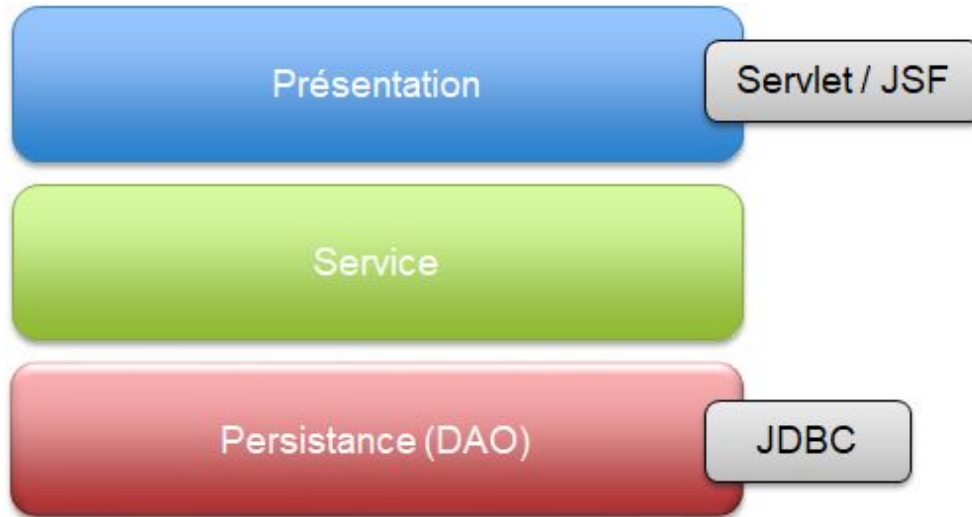 Présentation
Servlet / JSF
Service
Persistance (DAO)
JDBC